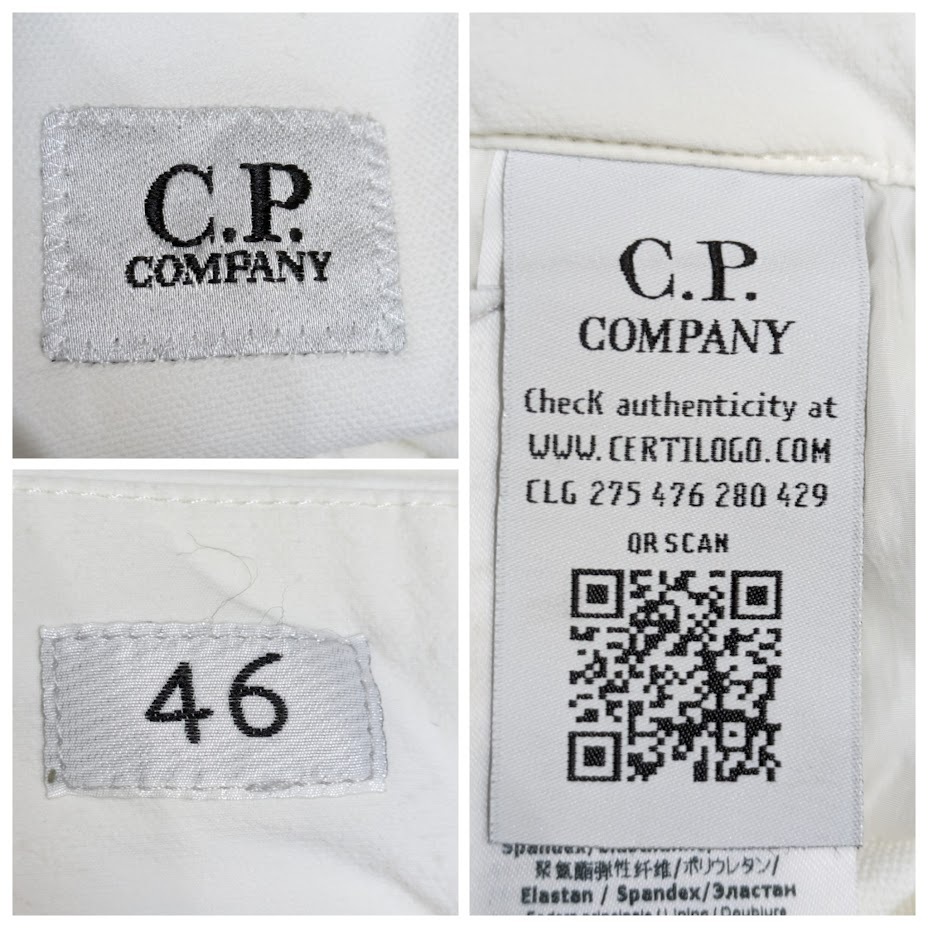 C.P.
COMPANY
46
C.P.
COMPANY
ChecK authenticity at
WWW.CERTILOGO.COM
CLG 275 476 280 429
QR SCAN
聚氨酯弹性纤维/ポリウレタン/
Elastan / Spandex/Эластан